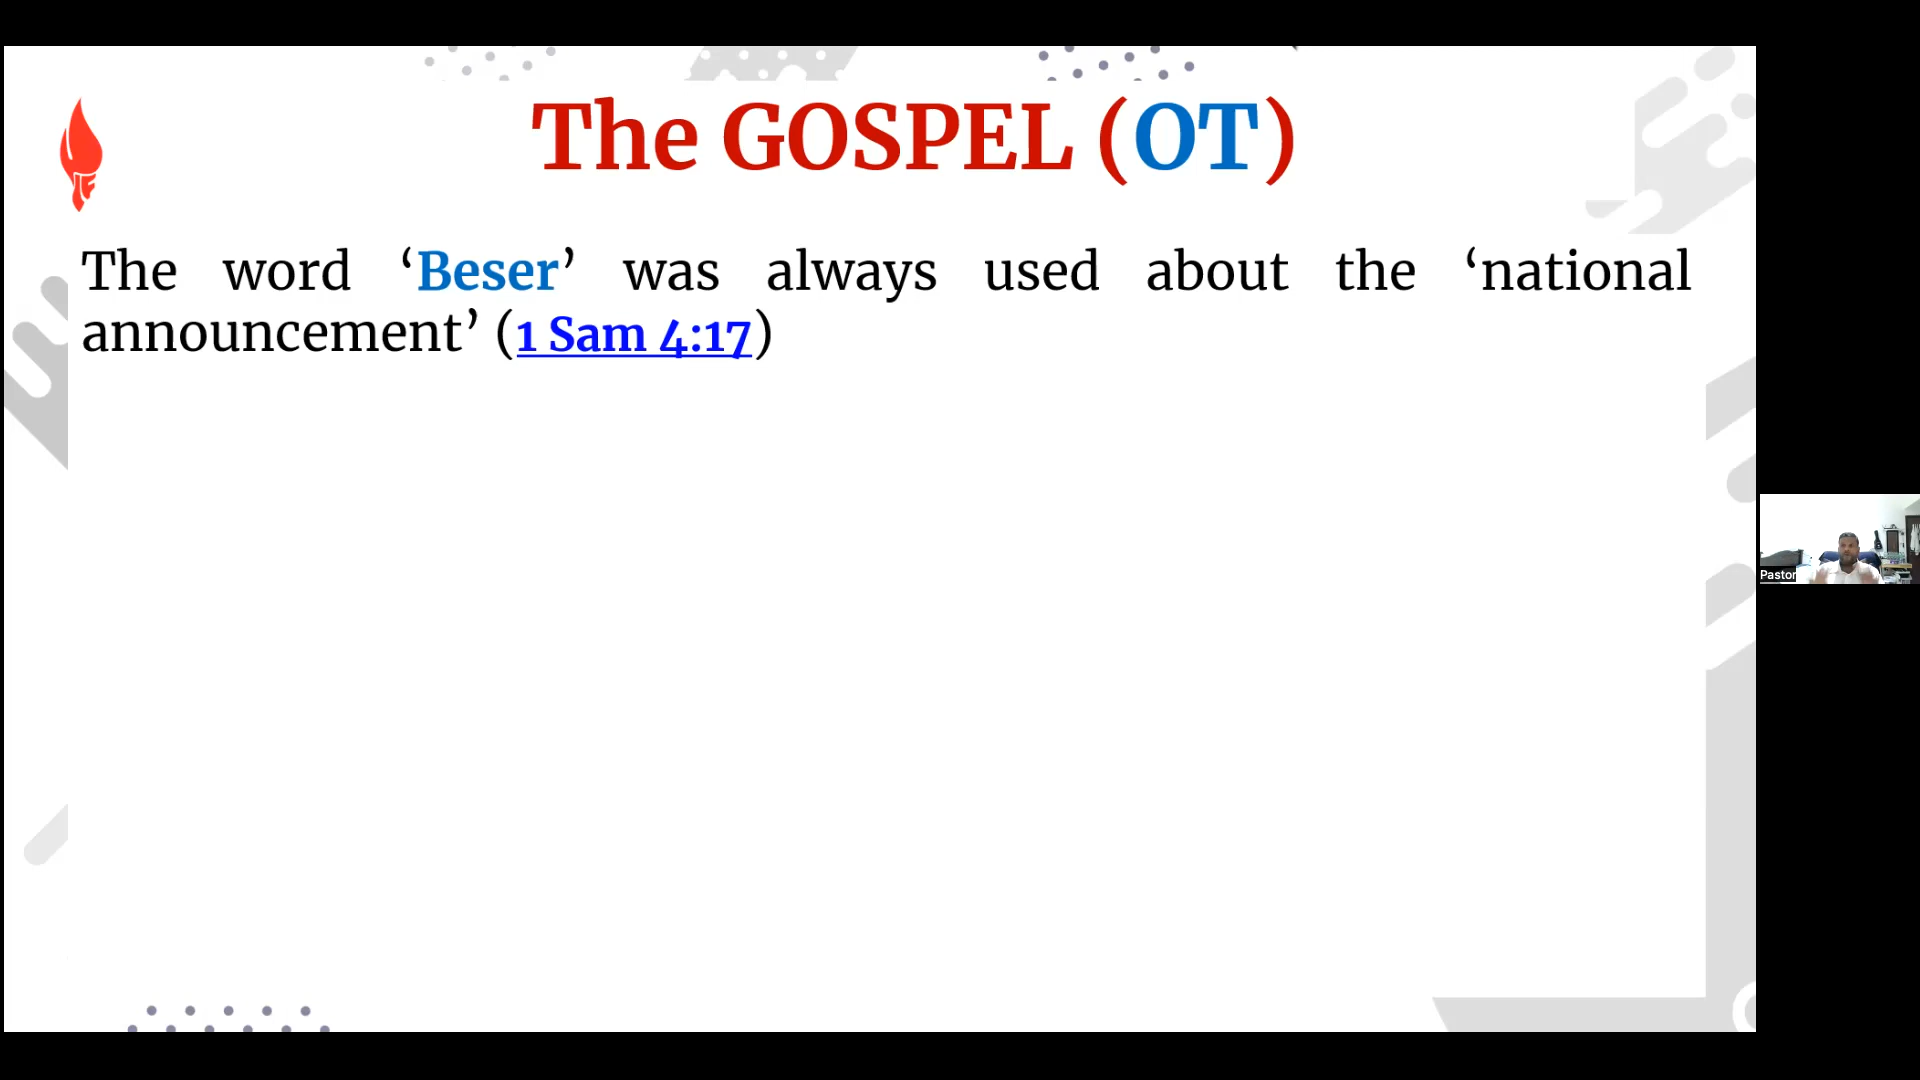 The GOSPEL (OT)
The word ‘Beser’ was always used about the ‘national
announcement’ (1 Sam 4:17)
Pastor